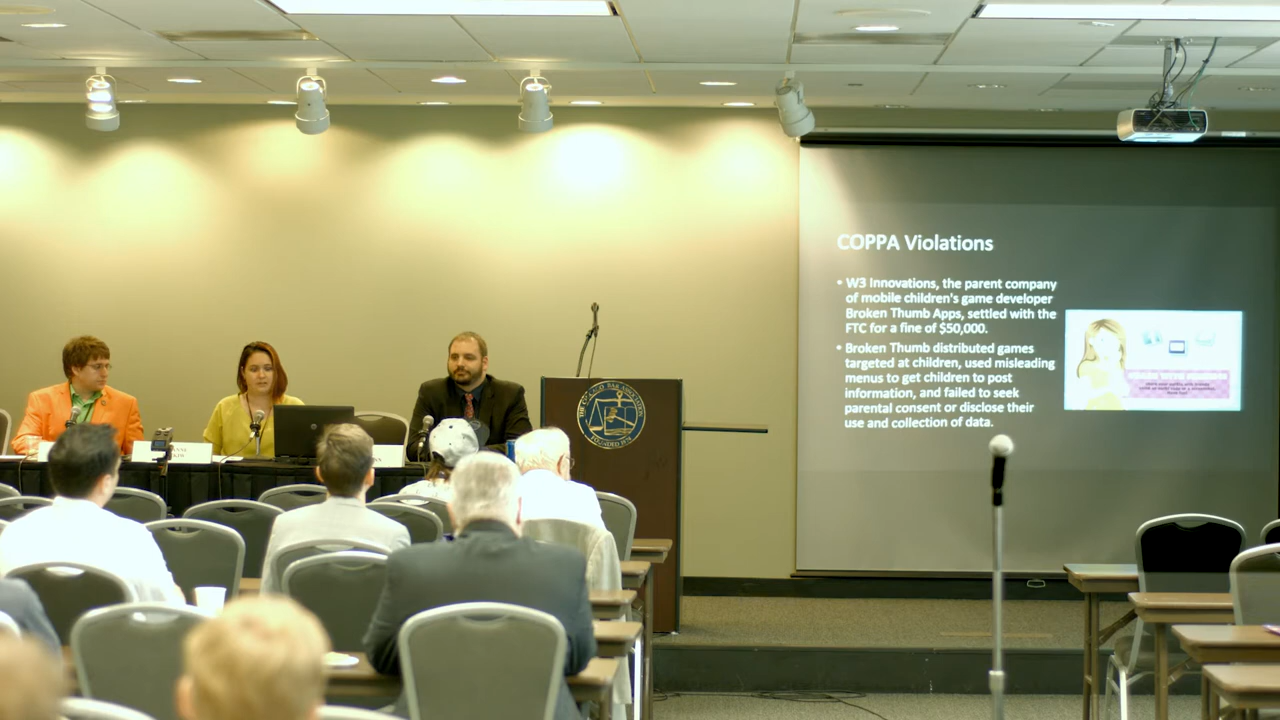 COPPA Violations
• W3 Innovations, the parent company
of mobile children's game developer
Broken Thumb Apps, settled with the
FTC for a fine of $50,000.
• Broken Thumb distributed games
targeted at children, used misleading
menus to get children to post
information, and failed to seek
parental consent or disclose their
use and collection of data.